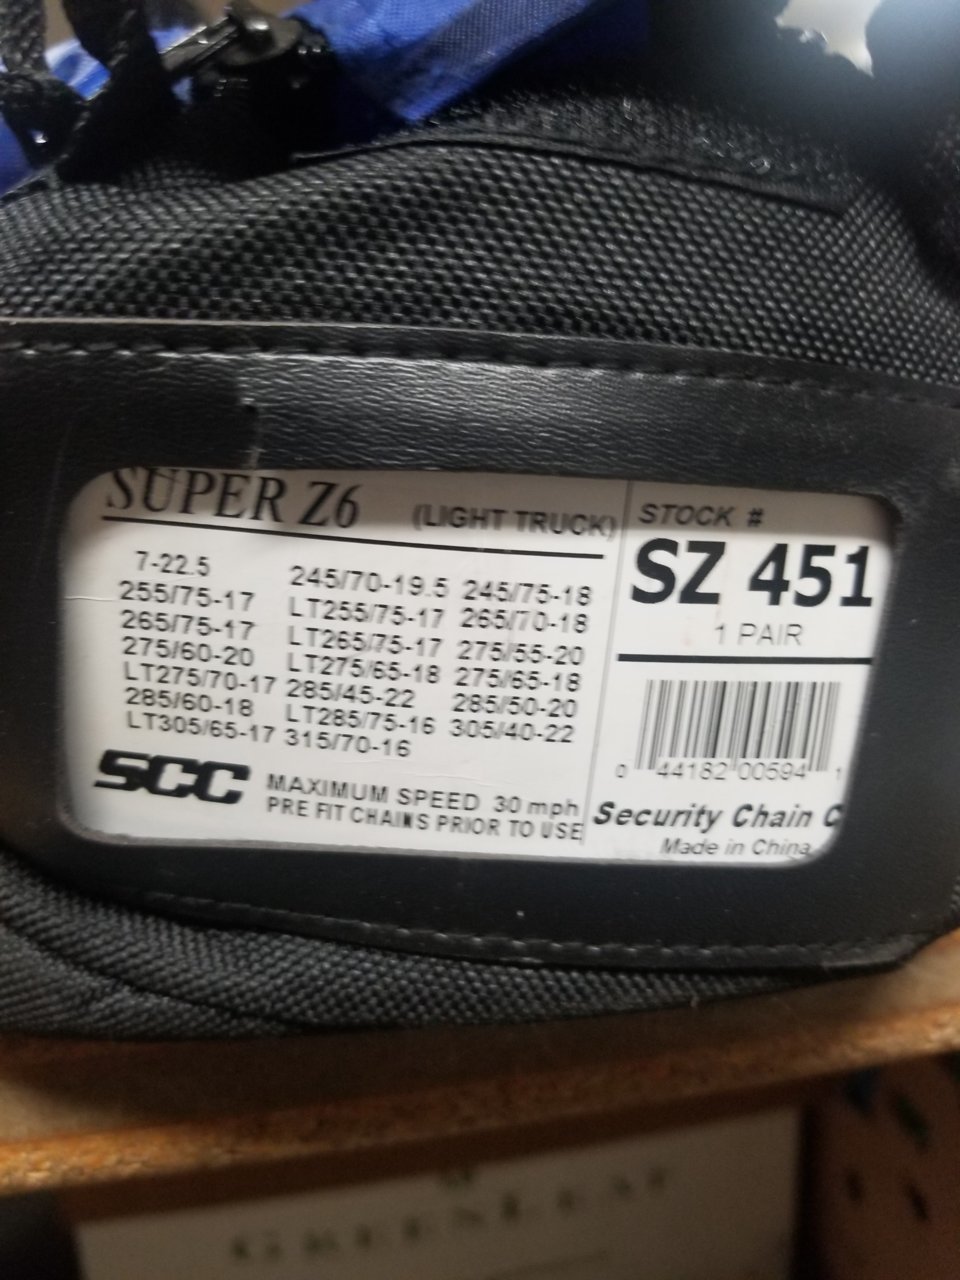 SUPER Z6 (LIGHT TRUCK)
7-22.5 245/70-19.5 245/75-18
255/75-17 LT255/75-17 265/70-18
265/75-17 LT265/75-17 275/55-20
275/60-20 LT275/65-18 275/65-18
LT275/70-17 285/45-22 285/50-20
285/60-18 LT285/75-16 305/40-22
LT305/65-17 315/70-16
SCC
MAXIMUM SPEED 30 mph
PRE FIT CHAINS PRIOR TO USE
STOCK #
SZ 451
1 PAIR
0 44182 00594 1
Security Chain C
Made in China
GREENLEAF